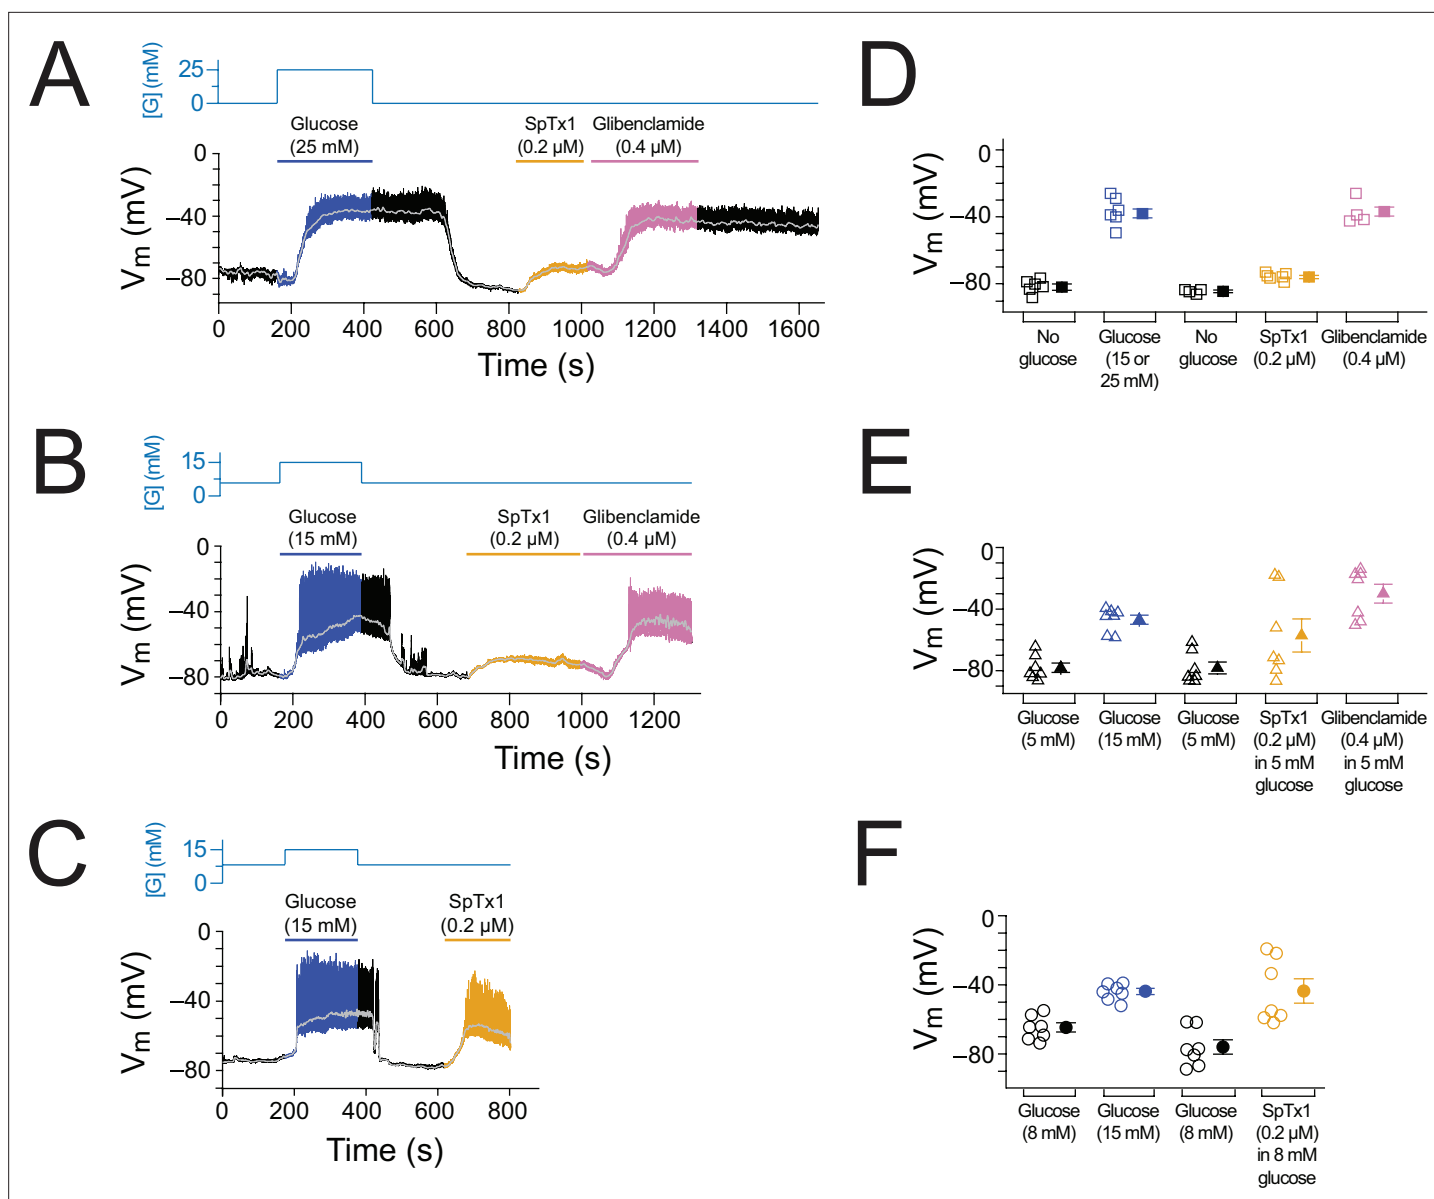 A
[G] (mM)
25
0
Glucose
(25 mM)
SpTx1
(0.2 µM)
Glibenclamide
(0.4 µM)
Vm (mV)
0
−40
−80
0 200 400 600 800 1000 1200 1400 1600
Time (s)
D
Vm (mV)
0
−40
−80
No
glucose
Glucose
(15 or
25 mM)
No
glucose
SpTx1
(0.2 µM)
Glibenclamide
(0.4 µM)
B
[G] (mM)
15
0
Glucose
(15 mM)
SpTx1
(0.2 µM)
Glibenclamide
(0.4 µM)
Vm (mV)
0
−40
−80
0 200 400 600 800 1000 1200
Time (s)
E
Vm (mV)
0
−40
−80
Glucose
(5 mM)
Glucose
(15 mM)
Glucose
(5 mM)
SpTx1
(0.2 µM)
in 5 mM
glucose
Glibenclamide
(0.4 µM)
in 5 mM
glucose
C
[G] (mM)
15
0
Glucose
(15 mM)
SpTx1
(0.2 µM)
Vm (mV)
0
−40
−80
0 200 400 600 800
Time (s)
F
Vm (mV)
0
−40
−80
Glucose
(8 mM)
Glucose
(15 mM)
Glucose
(8 mM)
SpTx1
(0.2 µM)
in 8 mM
glucose